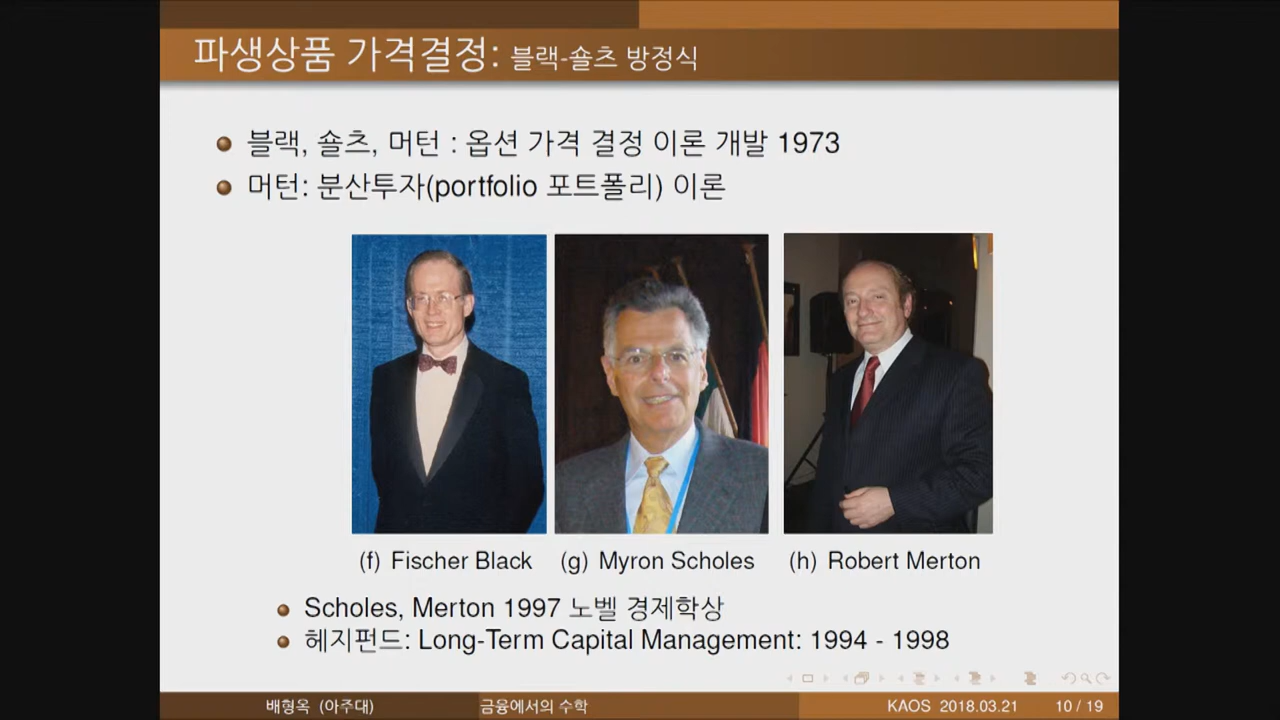 파생상품 가격결정: 블랙-숄츠 방정식
블랙, 숄츠, 머턴 : 옵션 가격 결정 이론 개발 1973
머턴: 분산투자(portfolio 포트폴리) 이론
(f) Fischer Black (g) Myron Scholes (h) Robert Merton
Scholes, Merton 1997 노벨 경제학상
헤지펀드: Long-Term Capital Management: 1994 - 1998
배형옥 (아주대) 금융에서의 수학 KAOS 2018.03.21 10 / 19